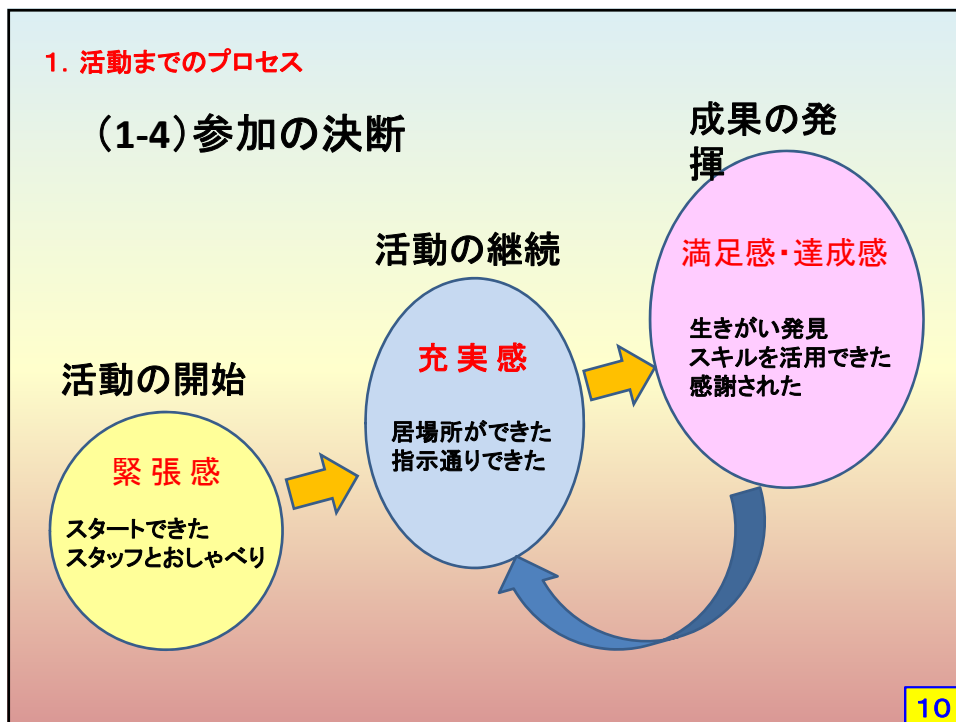 １．活動までのプロセス
（1-4）参加の決断
成果の発
揮
満足感・達成感
生きがい発見
スキルを活用できた
感謝された
活動の継続
充 実 感
居場所ができた
指示通りできた
活動の開始
緊 張 感
スタートできた
スタッフとおしゃべり
10